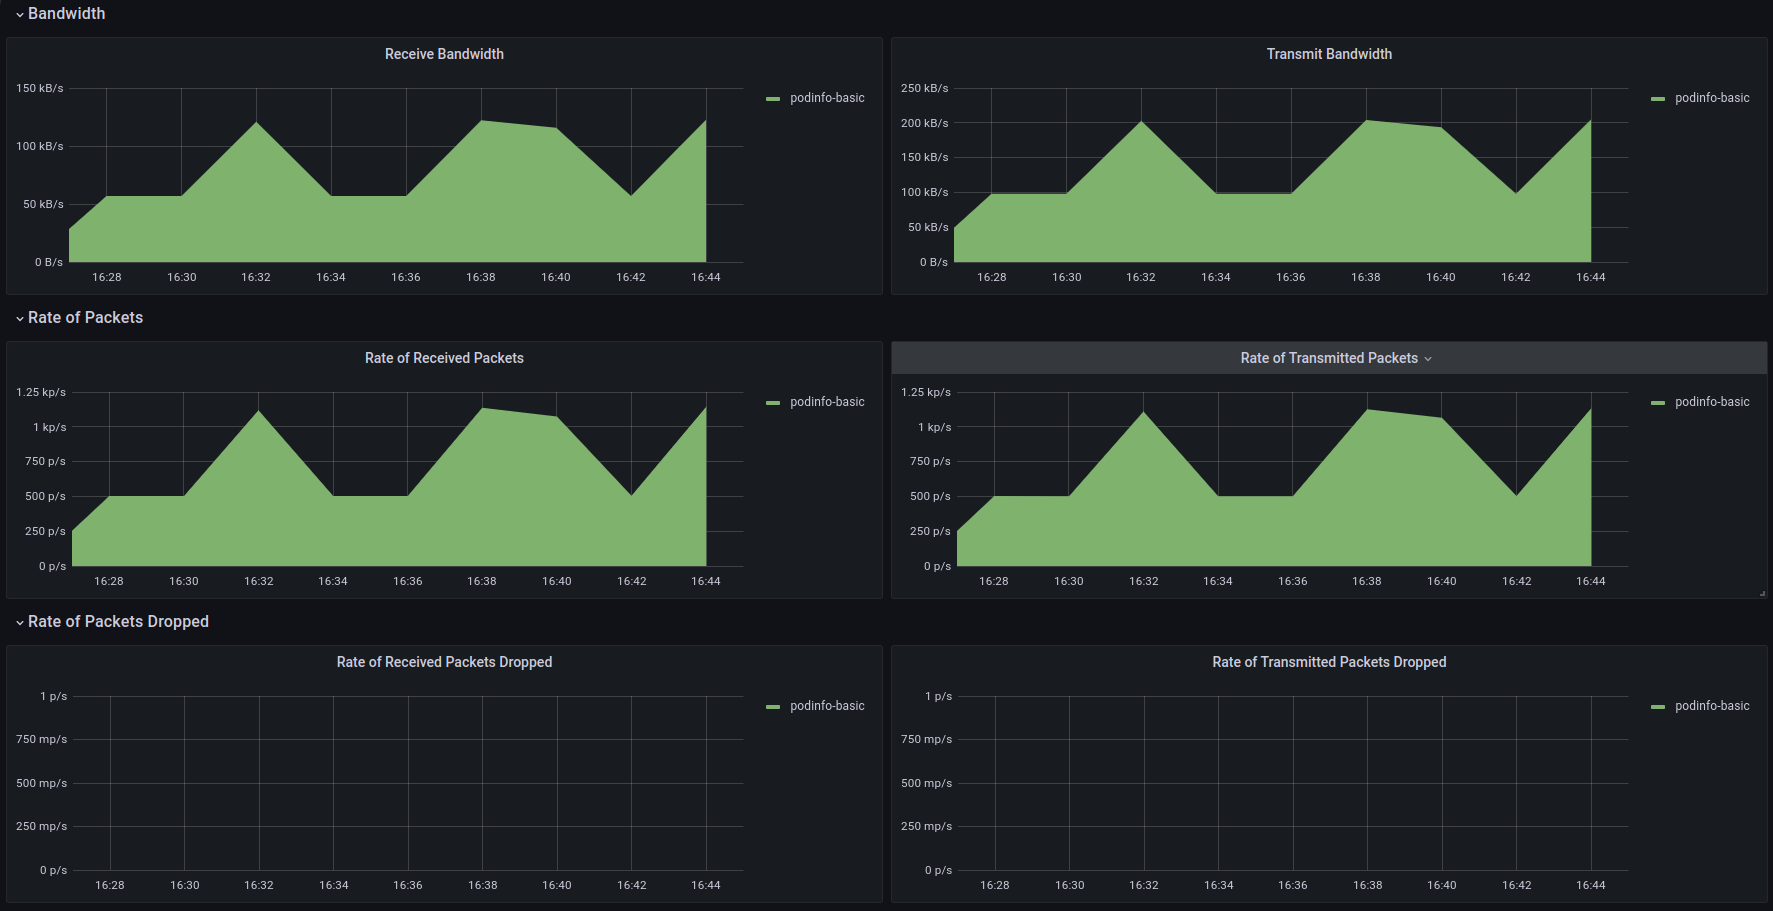 Bandwidth
Receive Bandwidth
150 kB/s
100 kB/s
50 kB/s
0 B/s
16:28 16:30 16:32 16:34 16:36 16:38 16:40 16:42 16:44
podinfo-basic
Transmit Bandwidth
250 kB/s
200 kB/s
150 kB/s
100 kB/s
50 kB/s
0 B/s
16:28 16:30 16:32 16:34 16:36 16:38 16:40 16:42 16:44
podinfo-basic
Rate of Packets
Rate of Received Packets
1.25 kp/s
1 kp/s
750 p/s
500 p/s
250 p/s
0 p/s
16:28 16:30 16:32 16:34 16:36 16:38 16:40 16:42 16:44
podinfo-basic
Rate of Transmitted Packets
1.25 kp/s
1 kp/s
750 p/s
500 p/s
250 p/s
0 p/s
16:28 16:30 16:32 16:34 16:36 16:38 16:40 16:42 16:44
podinfo-basic
Rate of Packets Dropped
Rate of Received Packets Dropped
1 p/s
750 mp/s
500 mp/s
250 mp/s
0 p/s
16:28 16:30 16:32 16:34 16:36 16:38 16:40 16:42 16:44
podinfo-basic
Rate of Transmitted Packets Dropped
1 p/s
750 mp/s
500 mp/s
250 mp/s
0 p/s
16:28 16:30 16:32 16:34 16:36 16:38 16:40 16:42 16:44
podinfo-basic